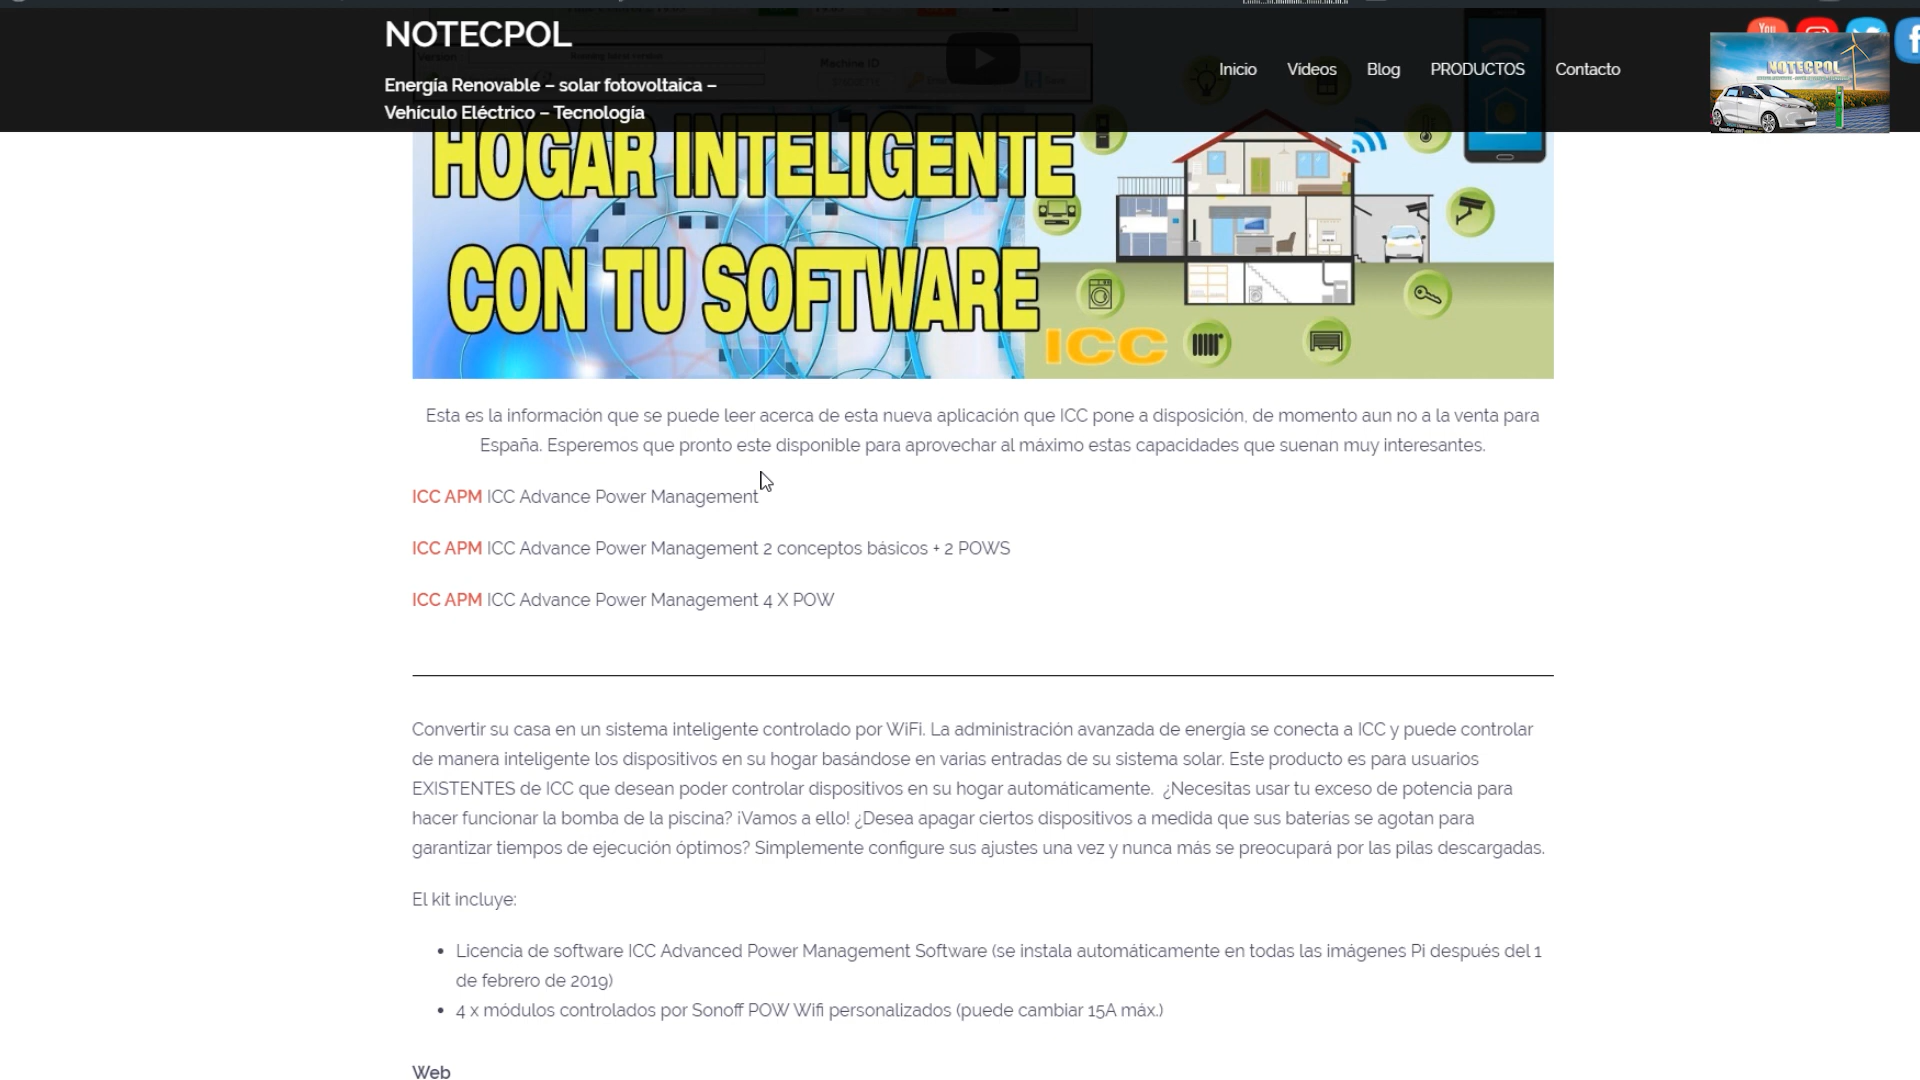 NOTECPOL
Energía Renovable – solar fotovoltaica –
Vehículo Eléctrico – Tecnología
Inicio
Videos
Blog
PRODUCTOS
Contacto
You
NOTECPOL
Machine ID
HOGAR INTELIGENTE
CON TU SOFTWARE
ICC
Esta es la información que se puede leer acerca de esta nueva aplicación que ICC pone a disposición, de momento aun no a la venta para
España. Esperemos que pronto este disponible para aprovechar al máximo estas capacidades que suenan muy interesantes.
ICC APM ICC Advance Power Management
ICC APM ICC Advance Power Management 2 conceptos básicos + 2 POWS
ICC APM ICC Advance Power Management 4 X POW
Convertir su casa en un sistema inteligente controlado por WiFi. La administración avanzada de energía se conecta a ICC y puede controlar
de manera inteligente los dispositivos en su hogar basándose en varias entradas de su sistema solar. Este producto es para usuarios
EXISTENTES de ICC que desean poder controlar dispositivos en su hogar automáticamente.  ¿Necesitas usar tu exceso de potencia para
hacer funcionar la bomba de la piscina? ¡Vamos a ello! ¿Desea apagar ciertos dispositivos a medida que sus baterías se agotan para
garantizar tiempos de ejecución óptimos? Simplemente configure sus ajustes una vez y nunca más se preocupará por las pilas descargadas.
El kit incluye:
• Licencia de software ICC Advanced Power Management Software (se instala automáticamente en todas las imágenes Pi después del 1
de febrero de 2019)
• 4 x módulos controlados por Sonoff POW Wifi personalizados (puede cambiar 15A máx.)
Web